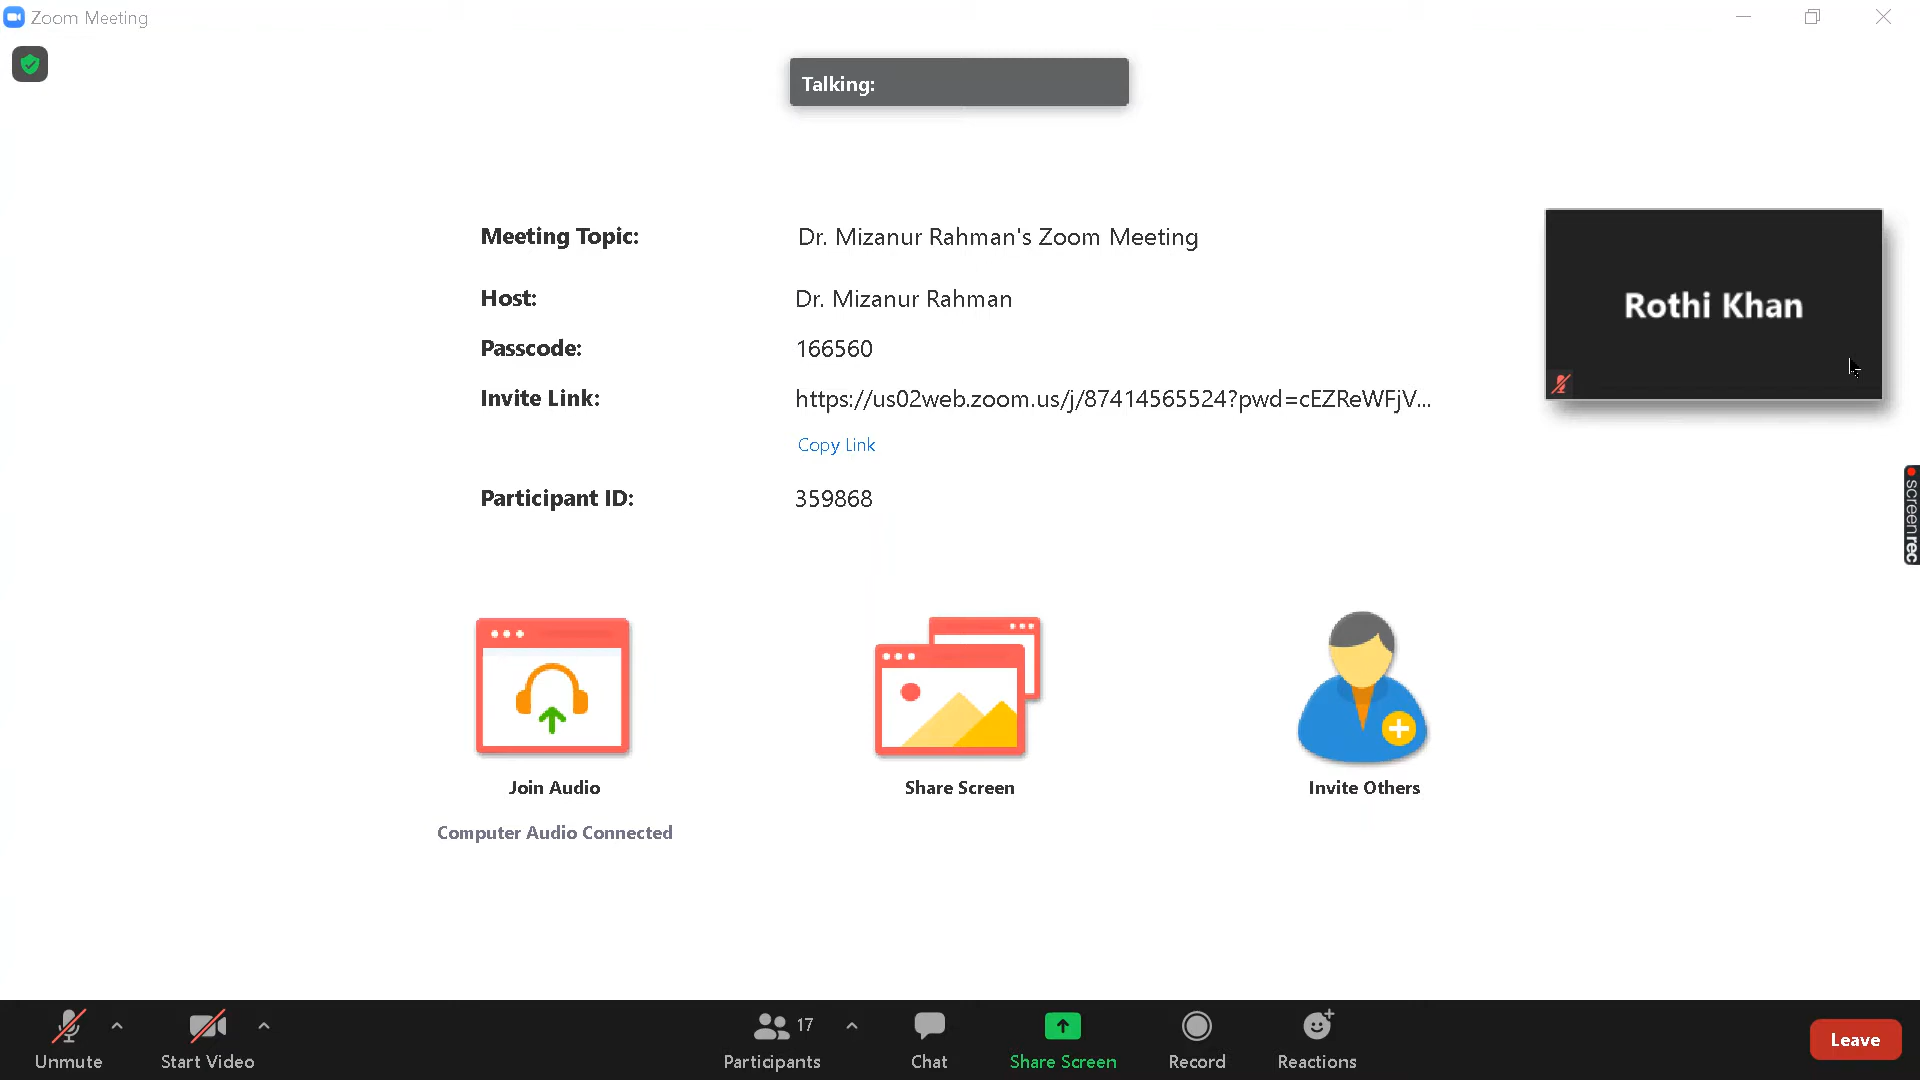 Zoom Meeting
Talking:
Meeting Topic: Dr. Mizanur Rahman's Zoom Meeting
Host: Dr. Mizanur Rahman
Passcode: 166560
Invite Link: https://us02web.zoom.us/j/87414565524?pwd=cEZReWFjV...
Copy Link
Participant ID: 359868
Rothi Khan
screenrec
Join Audio
Share Screen
Invite Others
Computer Audio Connected
17
Unmute
Start Video
Participants
Chat
Share Screen
Record
Reactions
Leave